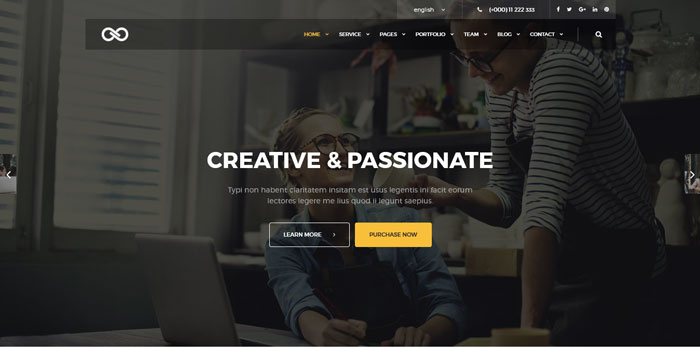 english
(+000) 11 222 333
HOME
SERVICE
PAGES
PORTFOLIO
TEAM
BLOG
CONTACT
CREATIVE & PASSIONATE
Typi non habent claritatem insitam est usus legentis ini facit eorum
lectores legere me lius quod ii legunt saepius.
LEARN MORE
PURCHASE NOW